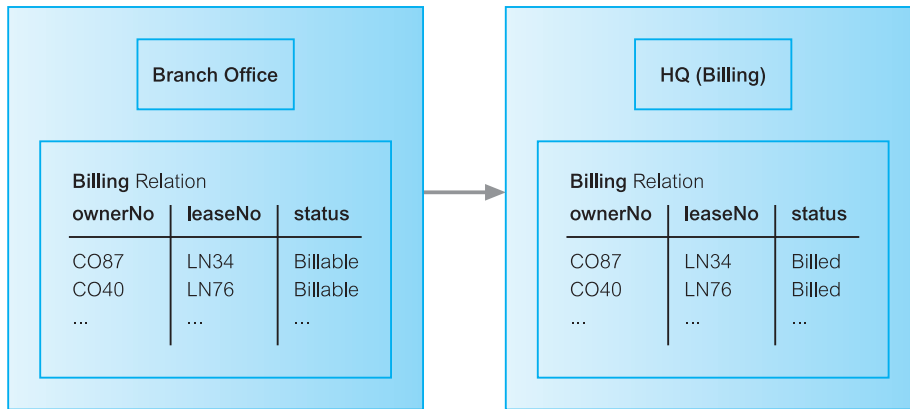 Branch Office
Billing Relation
ownerNo leaseNo status
CO87 LN34 Billable
CO40 LN76 Billable
... ... ...
HQ (Billing)
Billing Relation
ownerNo leaseNo status
CO87 LN34 Billed
CO40 LN76 Billed
... ... ...